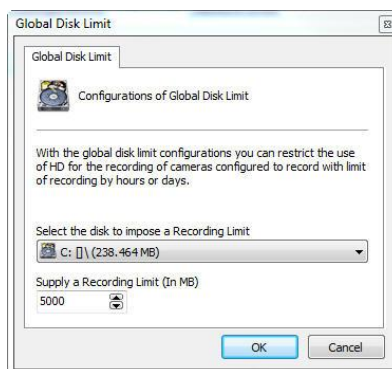 Global Disk Limit
Global Disk Limit
Configurations of Global Disk Limit
With the global disk limit configurations you can restrict the use
of HD for the recording of cameras configured to record with limit
of recording by hours or days.
Select the disk to impose a Recording Limit
C: []\ (238.464 MB)
Supply a Recording Limit (In MB)
5000
OK
Cancel